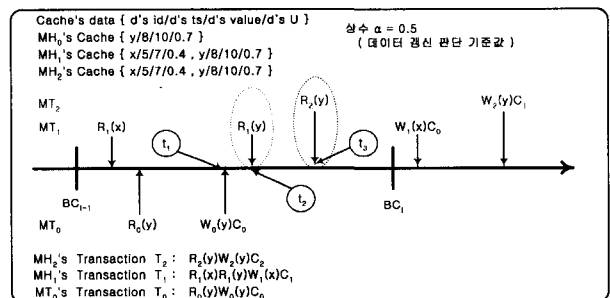 Cache's data { d's id/d's ts/d's value/d's U }
MH₀'s Cache { y/8/10/0.7 }
MH₁'s Cache { x/5/7/0.4 , y/8/10/0.7 }
MH₂'s Cache { x/5/7/0.4 , y/8/10/0.7 }
상수 α = 0.5
( 데이터 갱신 판단 기준값 )
MT₂ R₂(y) W₂(y)C₁
MT₁ R₁(x) t₁ R₁(y) t₃ W₁(x)C₀
t₂
BCᵢ₋₁ BCᵢ
MT₀ R₀(y) W₀(y)C₀
MH₂'s Transaction T₂ : R₂(y)W₂(y)C₂
MH₁'s Transaction T₁ : R₁(x)R₁(y)W₁(x)C₁
MT₀'s Transaction T₀ : R₀(y)W₀(y)C₀